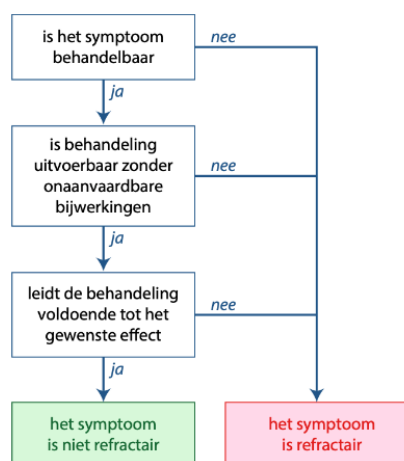 is het symptoom
behandelbaar
nee
ja
is behandeling
uitvoerbaar zonder
onaanvaardbare
bijwerkingen
nee
ja
leidt de behandeling
voldoende tot het
gewenste effect
nee
ja
het symptoom
is niet refractair
het symptoom
is refractair